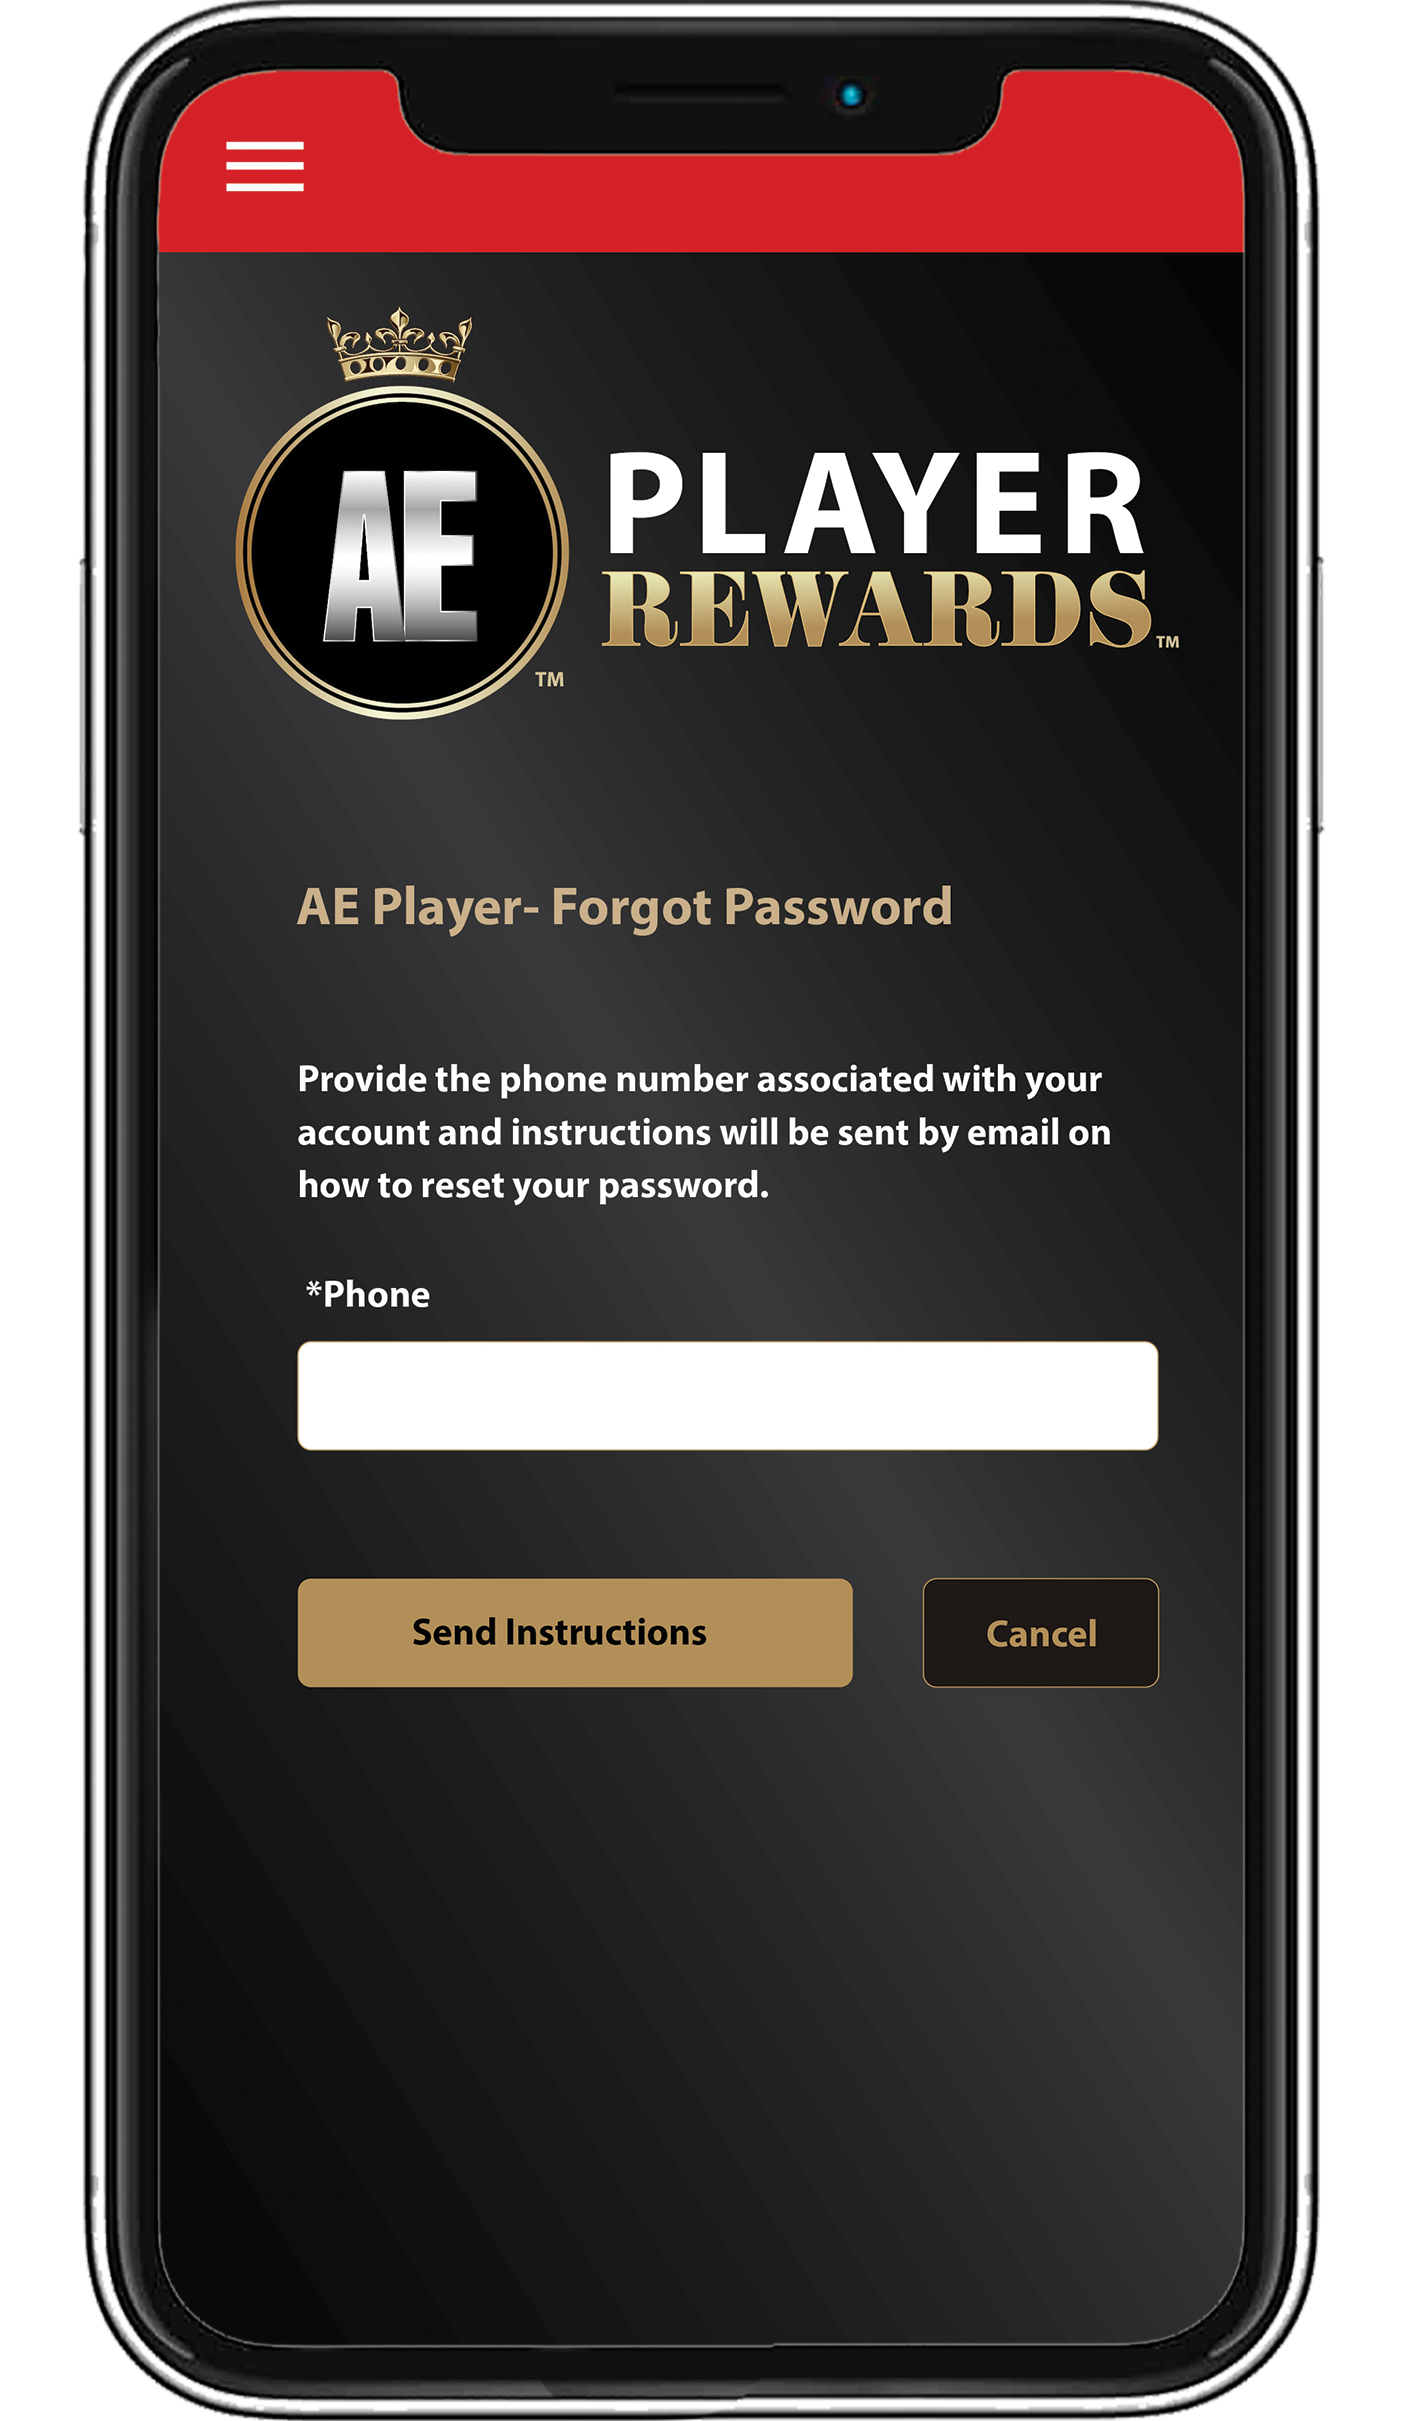 AE
TM
PLAYER
REWARDS TM
AE Player- Forgot Password
Provide the phone number associated with your
account and instructions will be sent by email on
how to reset your password.
*Phone
Send Instructions
Cancel